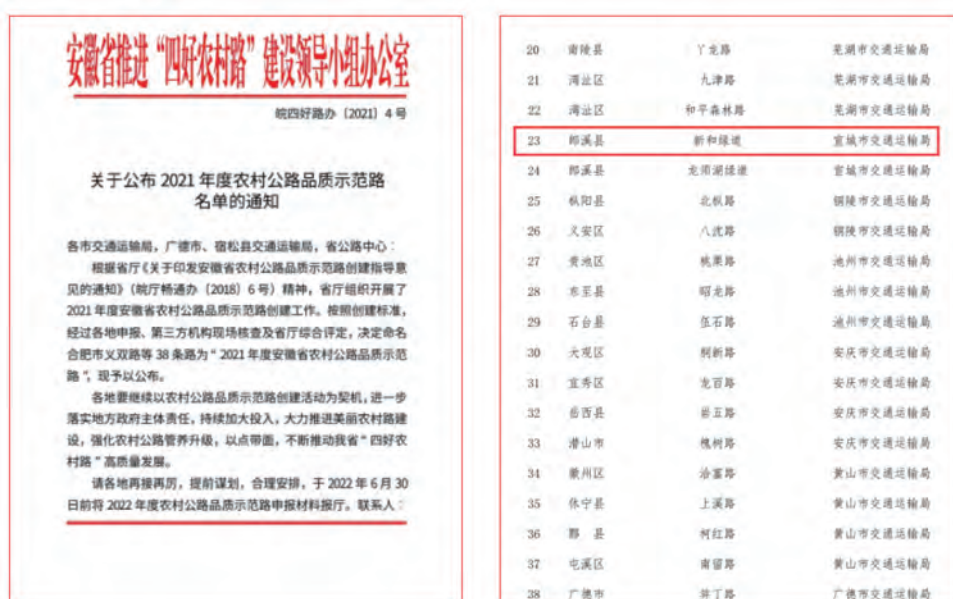 安徽省推进“四好农村路”建设领导小组办公室
皖四好路办〔2021〕4号
关于公布 2021 年度农村公路品质示范路
名单的通知
各市交通运输局，广德市、宿松县交通运输局，省公路中心：
根据省厅《关于印发安徽省农村公路品质示范路创建指导意
见的通知》（皖厅畅通办〔2018〕6号）精神，省厅组织开展了
2021 年度安徽省农村公路品质示范路创建工作。按照创建标准，
经过各地申报、第三方机构现场核查及省厅综合评定，决定命名
合肥市义双路等 38 条路为“2021 年度安徽省农村公路品质示范
路”，现予以公布。
各地要继续以农村公路品质示范路创建活动为契机，进一步
落实地方政府主体责任，持续加大投入，大力推进美丽农村路建
设，强化农村公路管养升级，以点带面，不断推动我省“四好农
村路”高质量发展。
请各地再接再厉，提前谋划，合理安排，于 2022 年 6 月 30
日前将 2022 年度农村公路品质示范路申报材料报厅。联系人：
20 南陵县 丫龙路 芜湖市交通运输局
21 湾沚区 九津路 芜湖市交通运输局
22 湾沚区 和平森林路 芜湖市交通运输局
23 郎溪县 新和绿道 宣城市交通运输局
24 郎溪县 龙须湖绿道 宣城市交通运输局
25 枞阳县 北枞路 铜陵市交通运输局
26 义安区 八沈路 铜陵市交通运输局
27 贵池区 桃果路 池州市交通运输局
28 东至县 昭龙路 池州市交通运输局
29 石台县 伍石路 池州市交通运输局
30 大观区 新路 安庆市交通运输局
31 宜秀区 龙百路 安庆市交通运输局
32 岳西县 岩五路 安庆市交通运输局
33 潜山市 槐树路 安庆市交通运输局
34 徽州区 洽富路 黄山市交通运输局
35 休宁县 上溪路 黄山市交通运输局
36 黟 县 柯红路 黄山市交通运输局
37 屯溪区 南留路 黄山市交通运输局
38 广德市 丁路 广德市交通运输局